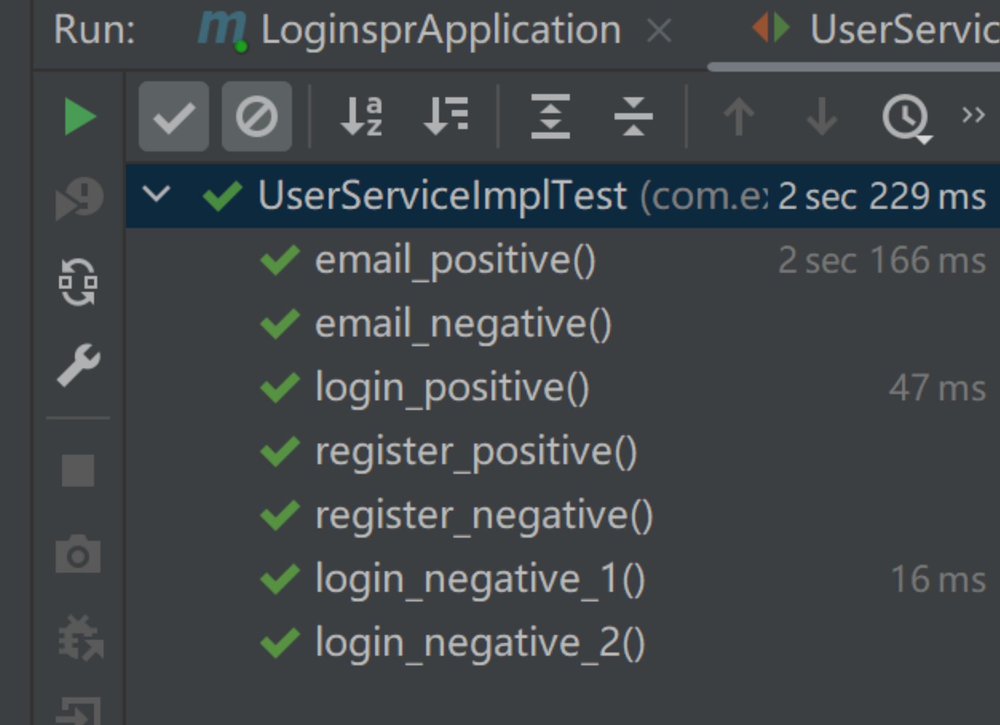 Run: LoginsprApplication UserServic
UserServiceImplTest (com.ex 2 sec 229 ms
email_positive() 2 sec 166 ms
email_negative()
login_positive() 47 ms
register_positive()
register_negative()
login_negative_1() 16 ms
login_negative_2()